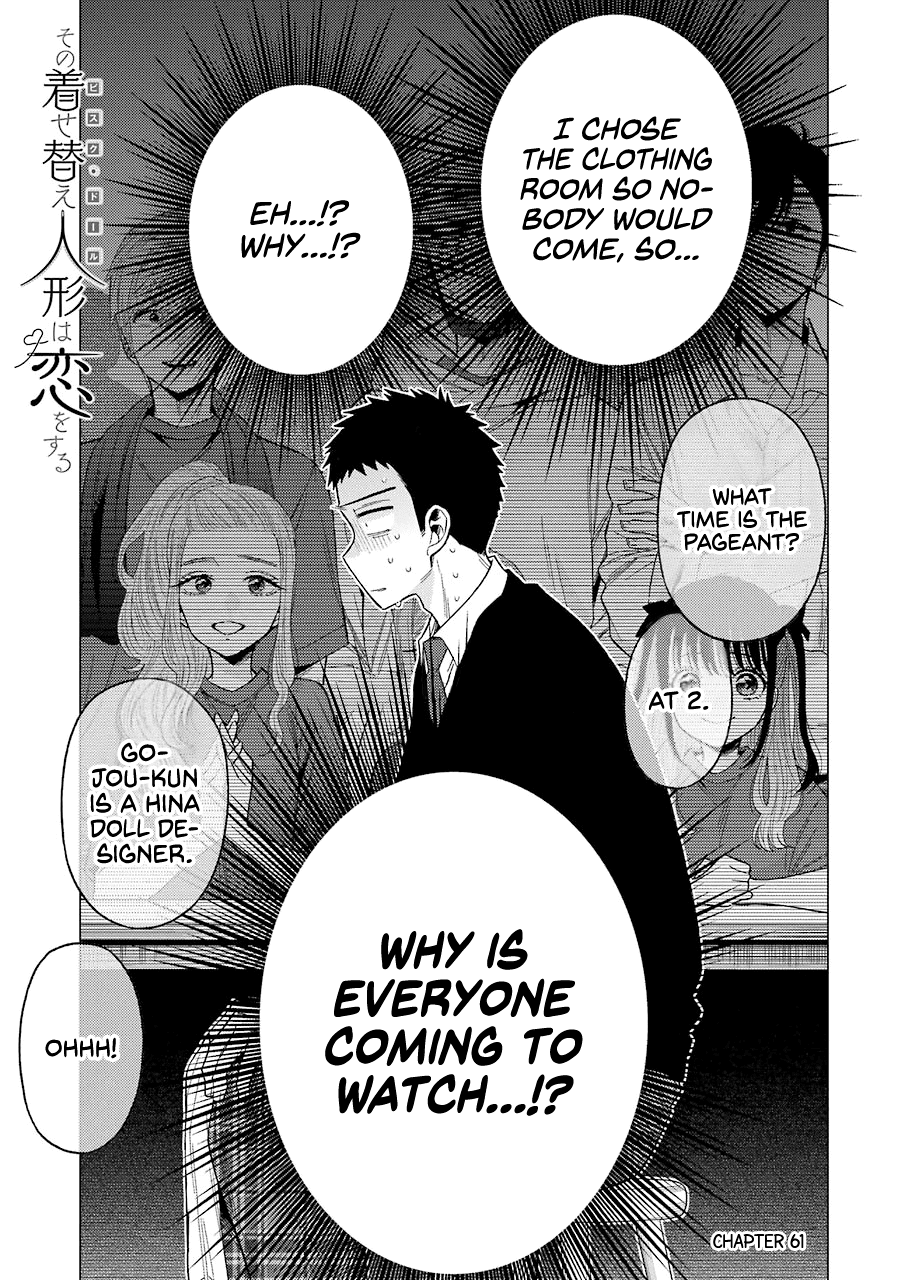 I CHOSE
THE CLOTHING
ROOM SO NO-
BODY WOULD
COME, SO...
EH...!?
WHY...!?
その着せ替え人形は恋をする
ビスク・ドール
WHAT
TIME IS THE
PAGEANT?
AT 2.
GO-
JOU-KUN
IS A HINA
DOLL DE-
SIGNER.
OHHH!
WHY IS
EVERYONE
COMING TO
WATCH...!?
CHAPTER 61